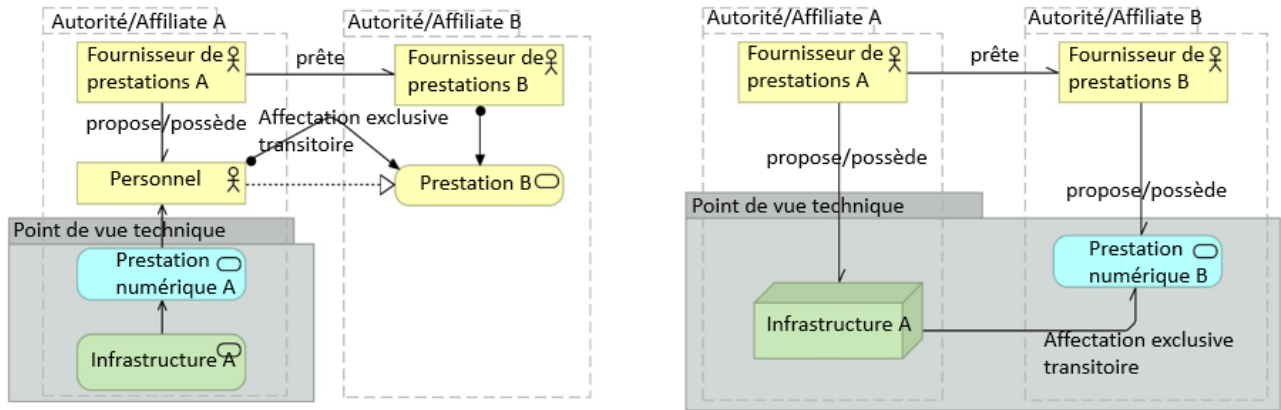 Autorité/Affiliate A
Autorité/Affiliate B
Fournisseur de
prestations A
prête
Fournisseur de
prestations B
propose/possède
Affectation exclusive
transitoire
Personnel
Prestation B
Point de vue technique
Prestation
numérique A
Infrastructure A
Autorité/Affiliate A
Autorité/Affiliate B
Fournisseur de
prestations A
prête
Fournisseur de
prestations B
propose/possède
propose/possède
Point de vue technique
Prestation
numérique B
Infrastructure A
Affectation exclusive
transitoire